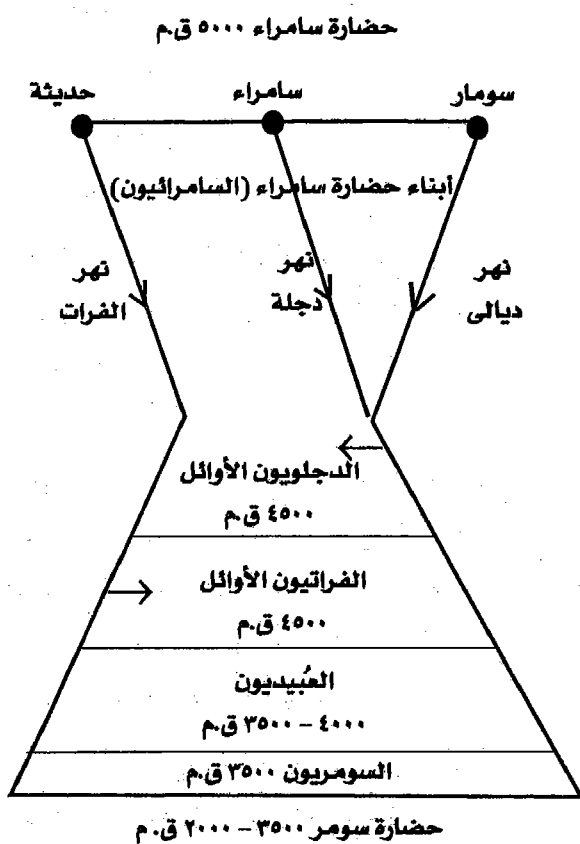 حضارة سامراء ٥٠٠٠ ق.م
سومار
سامراء
حديثة
أبناء حضارة سامراء (السامرائيون)
نهر
ديالى
نهر
دجلة
نهر
الفرات
الدجلويون الأوائل
٤٥٠٠ ق.م
الفراتيون الأوائل
٤٥٠٠ ق.م
العُبيديون
٤٠٠٠ – ٣٥٠٠ ق.م
السومريون ٣٥٠٠ ق.م
حضارة سومر ٣٥٠٠ – ٢٠٠٠ ق.م